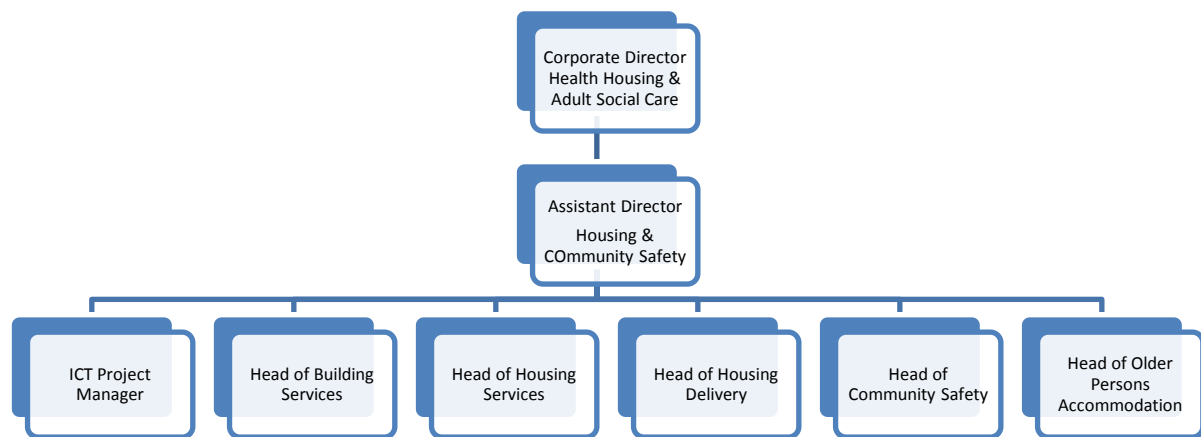 Corporate Director
Health Housing &
Adult Social Care
Assistant Director
Housing &
COmmunity Safety
ICT Project
Manager
Head of Building
Services
Head of Housing
Services
Head of Housing
Delivery
Head of
Community Safety
Head of Older
Persons
Accommodation